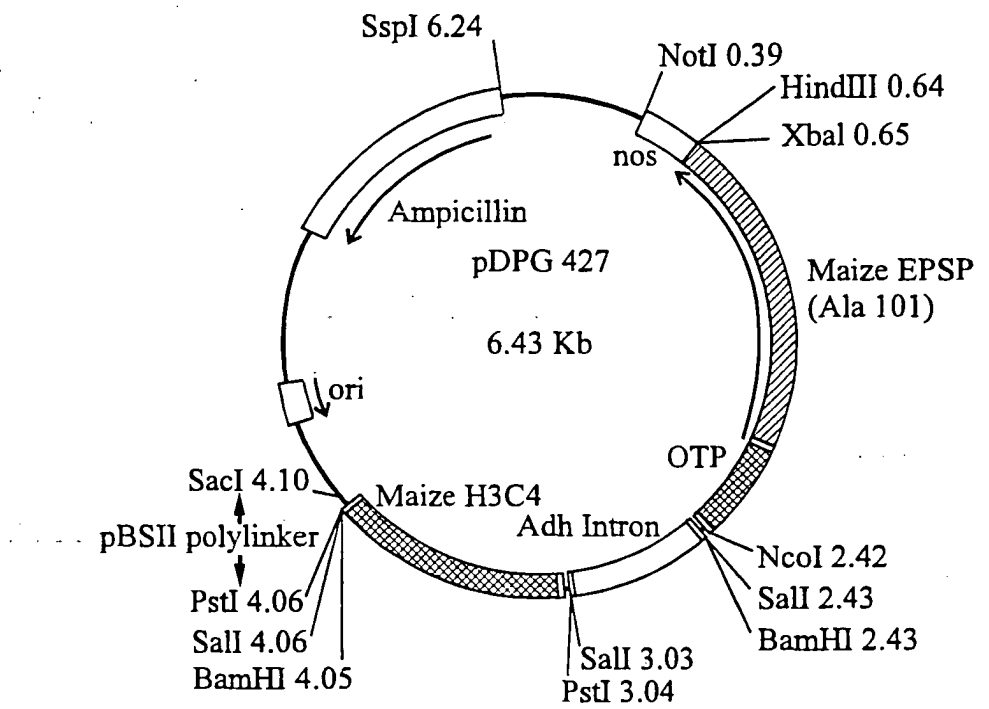 SspI 6.24
NotI 0.39
HindIII 0.64
XbaI 0.65
nos
Ampicillin
pDPG 427
Maize EPSP
(Ala 101)
6.43 Kb
ori
OTP
SacI 4.10
Maize H3C4
Adh Intron
pBSII polylinker
NcoI 2.42
PstI 4.06
SalI 2.43
SalI 4.06
BamHI 2.43
BamHI 4.05
SalI 3.03
PstI 3.04